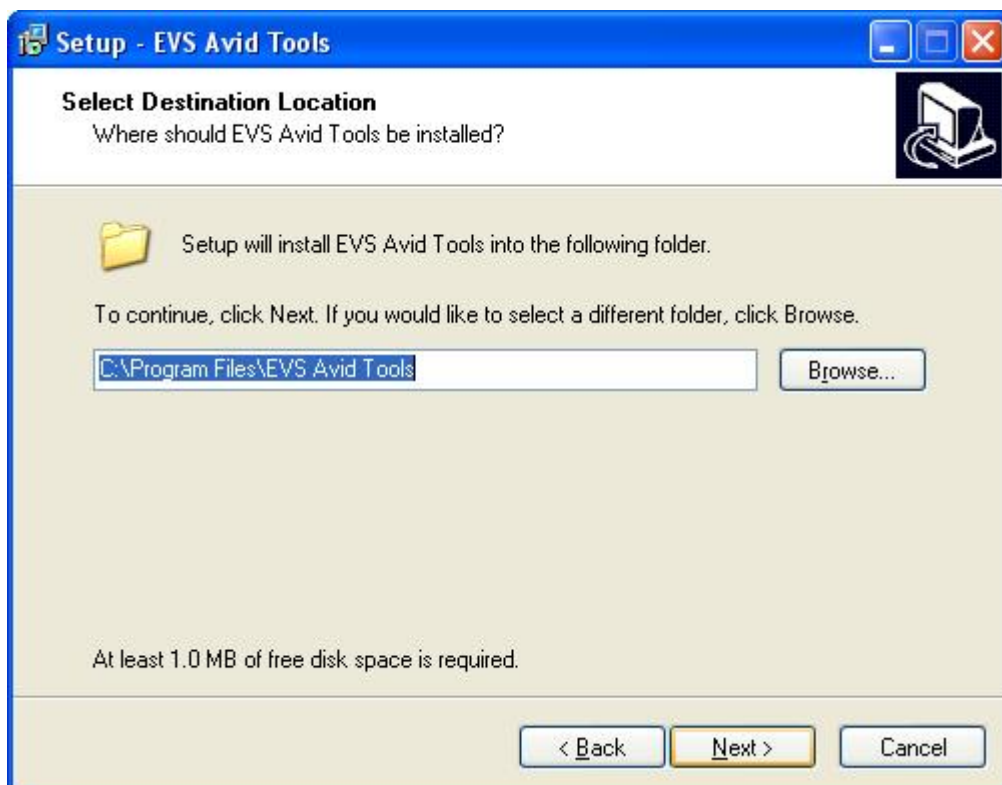 Setup - EVS Avid Tools
Select Destination Location
Where should EVS Avid Tools be installed?
Setup will install EVS Avid Tools into the following folder.
To continue, click Next. If you would like to select a different folder, click Browse.
C:\Program Files\EVS Avid Tools
Browse...
At least 1.0 MB of free disk space is required.
< Back
Next >
Cancel